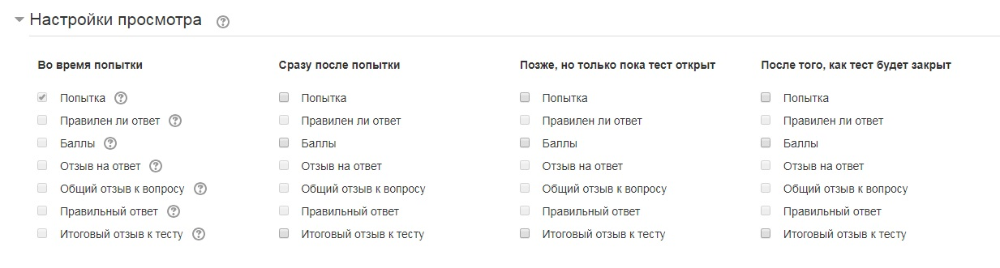 Настройки просмотра
Во время попытки Сразу после попытки Позже, но только пока тест открыт После того, как тест будет закрыт
Попытка Попытка Попытка Попытка
Правилен ли ответ Правилен ли ответ Правилен ли ответ Правилен ли ответ
Баллы Баллы Баллы Баллы
Отзыв на ответ Отзыв на ответ Отзыв на ответ Отзыв на ответ
Общий отзыв к вопросу Общий отзыв к вопросу Общий отзыв к вопросу Общий отзыв к вопросу
Правильный ответ Правильный ответ Правильный ответ Правильный ответ
Итоговый отзыв к тесту Итоговый отзыв к тесту Итоговый отзыв к тесту Итоговый отзыв к тесту